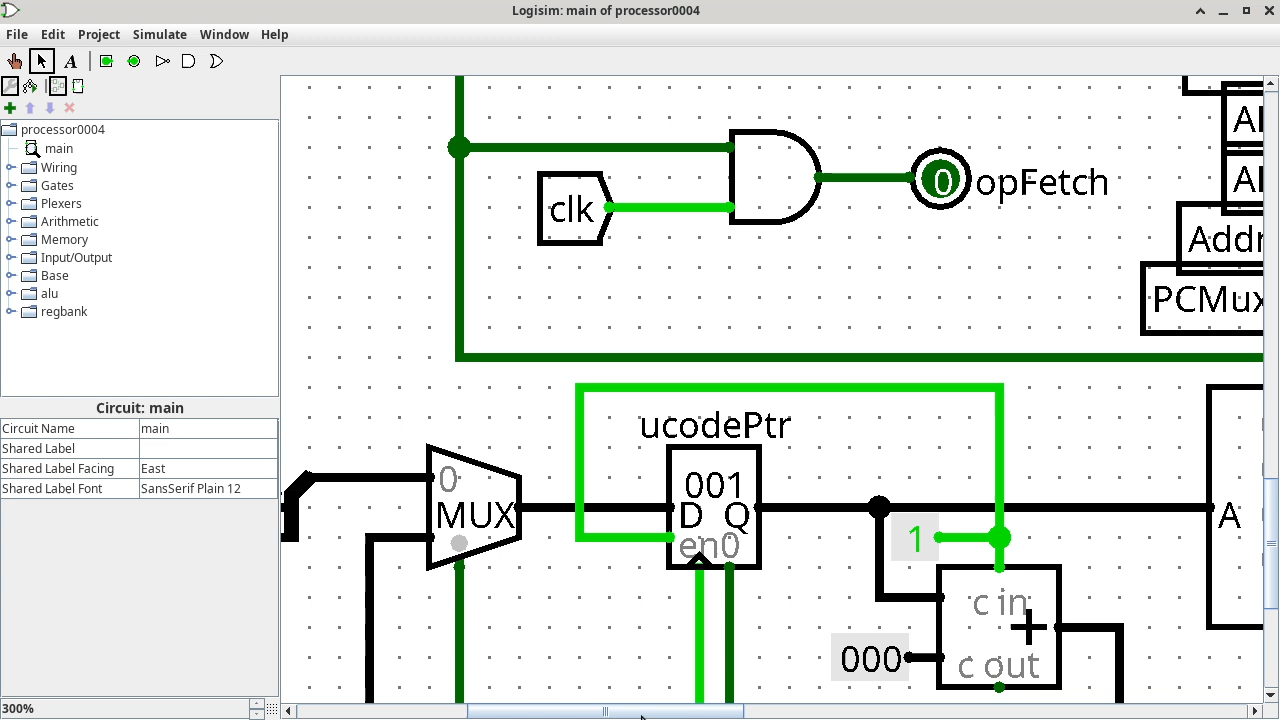 Logisim: main of processor0004
File Edit Project Simulate Window Help
A
processor0004
main
Wiring
Gates
Plexers
Arithmetic
Memory
Input/Output
Base
alu
regbank
Circuit: main
Circuit Name main
Shared Label
Shared Label Facing East
Shared Label Font SansSerif Plain 12
300%
clk
0
opFetch
Addr
PCMux
ucodePtr
0
MUX
001
D Q
en0
1
A
c in
+
000
c out